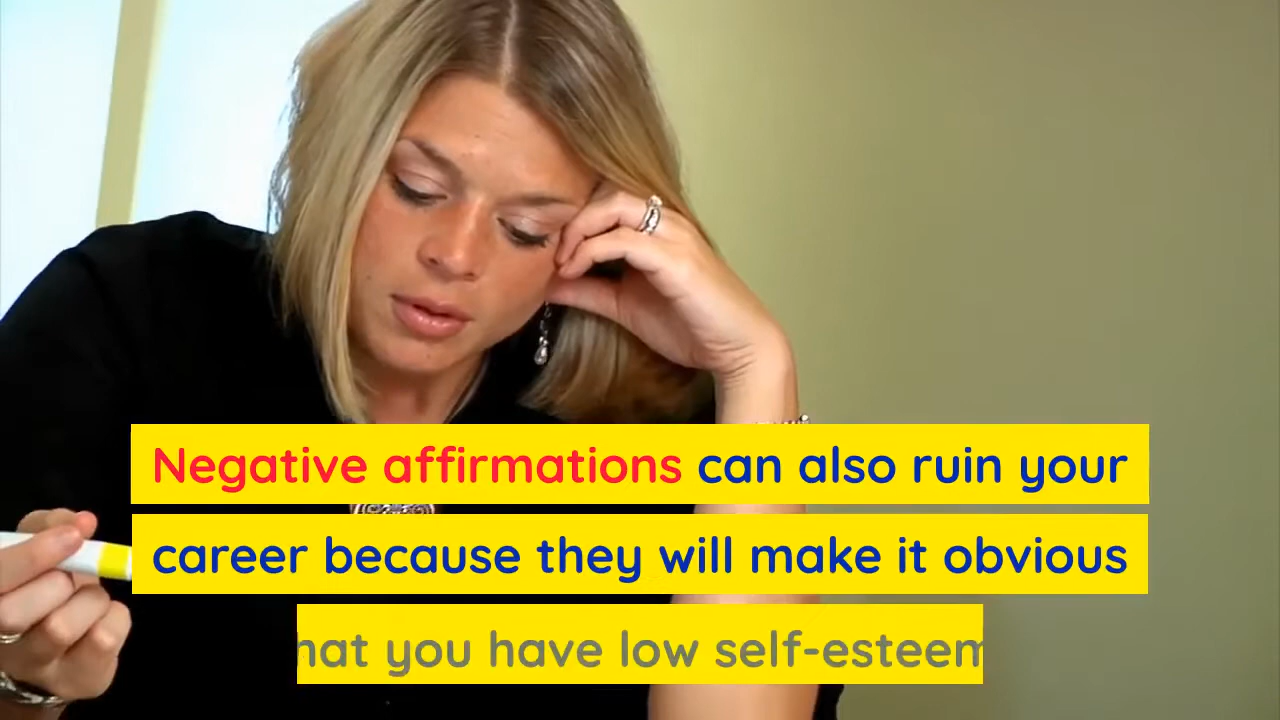 Negative affirmations can also ruin your
career because they will make it obvious
hat you have low self-esteem